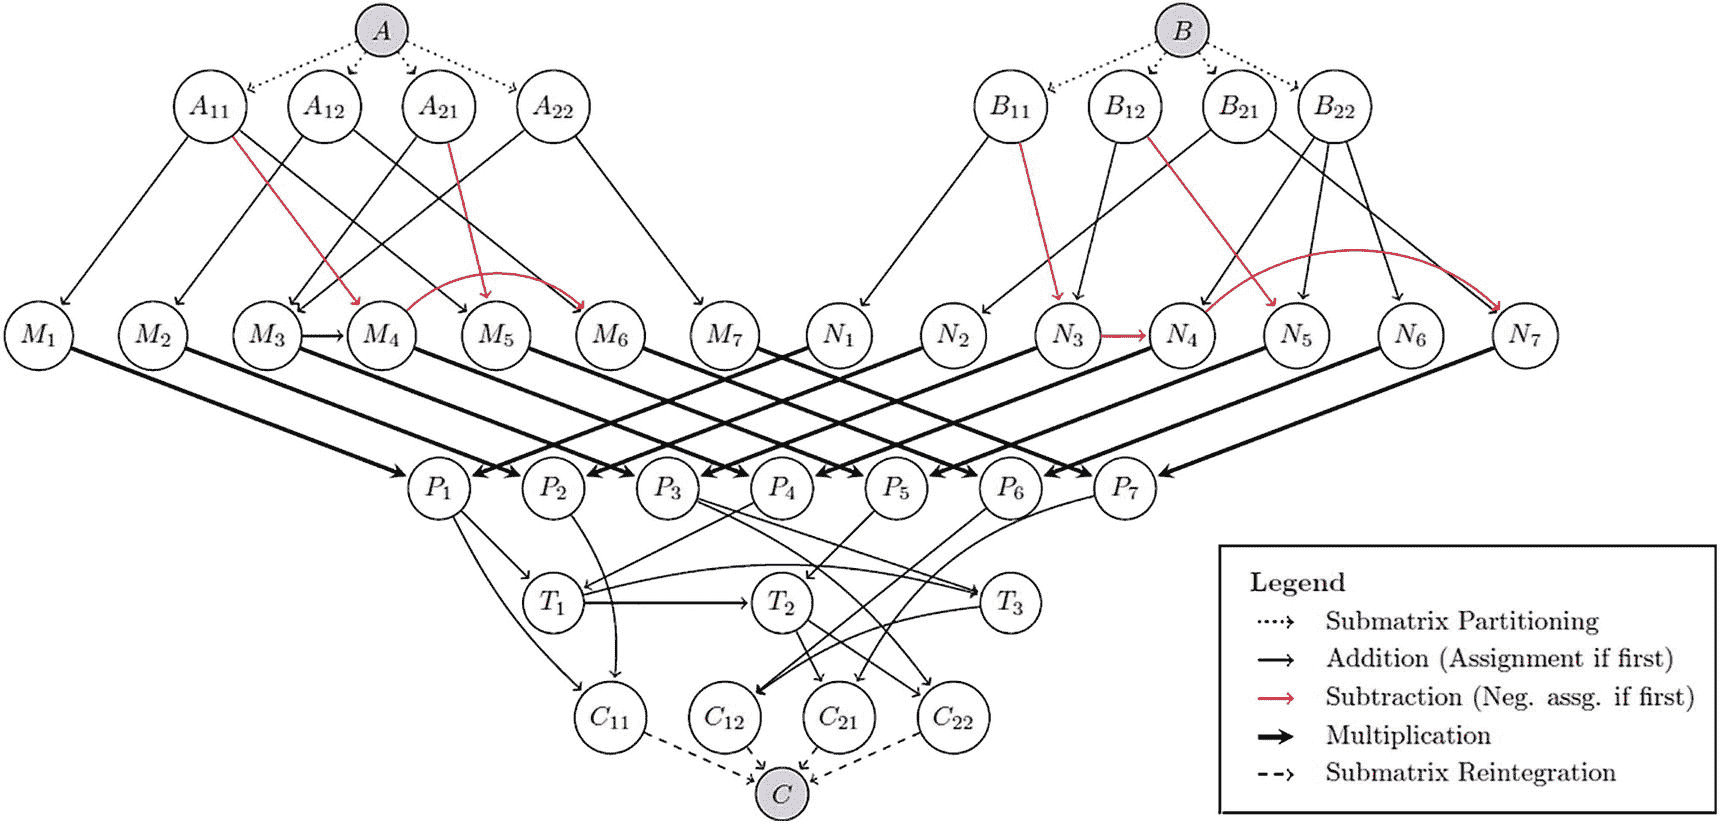 A B
A₁₁ A₁₂ A₂₁ A₂₂ B₁₁ B₁₂ B₂₁ B₂₂
M₁ M₂ M₃ M₄ M₅ M₆ M₇ N₁ N₂ N₃ N₄ N₅ N₆ N₇
P₁ P₂ P₃ P₄ P₅ P₆ P₇
T₁ T₂ T₃
C₁₁ C₁₂ C₂₁ C₂₂
C
Legend
Submatrix Partitioning
Addition (Assignment if first)
Subtraction (Neg. assg. if first)
Multiplication
Submatrix Reintegration